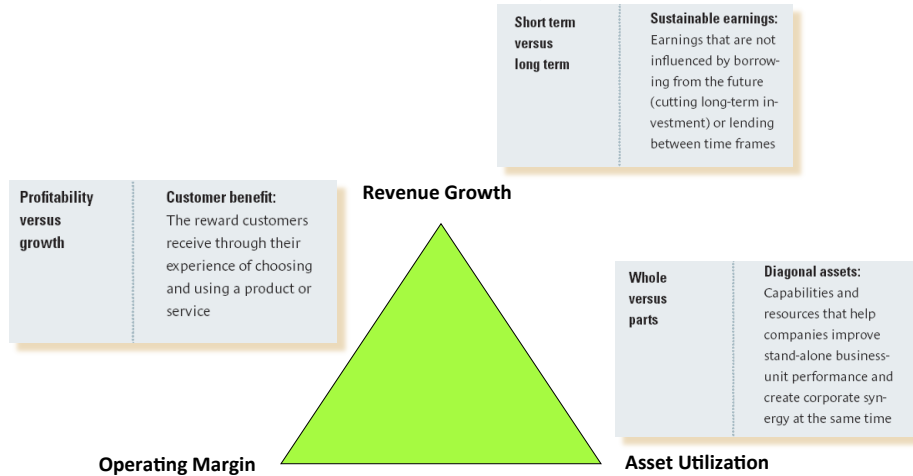 Short term
versus
long term
Sustainable earnings:
Earnings that are not
influenced by borrow-
ing from the future
(cutting long-term in-
vestment) or lending
between time frames
Profitability
versus
growth
Customer benefit:
The reward customers
receive through their
experience of choosing
and using a product or
service
Revenue Growth
Whole
versus
parts
Diagonal assets:
Capabilities and
resources that help
companies improve
stand-alone business-
unit performance and
create corporate syn-
ergy at the same time
Operating Margin
Asset Utilization